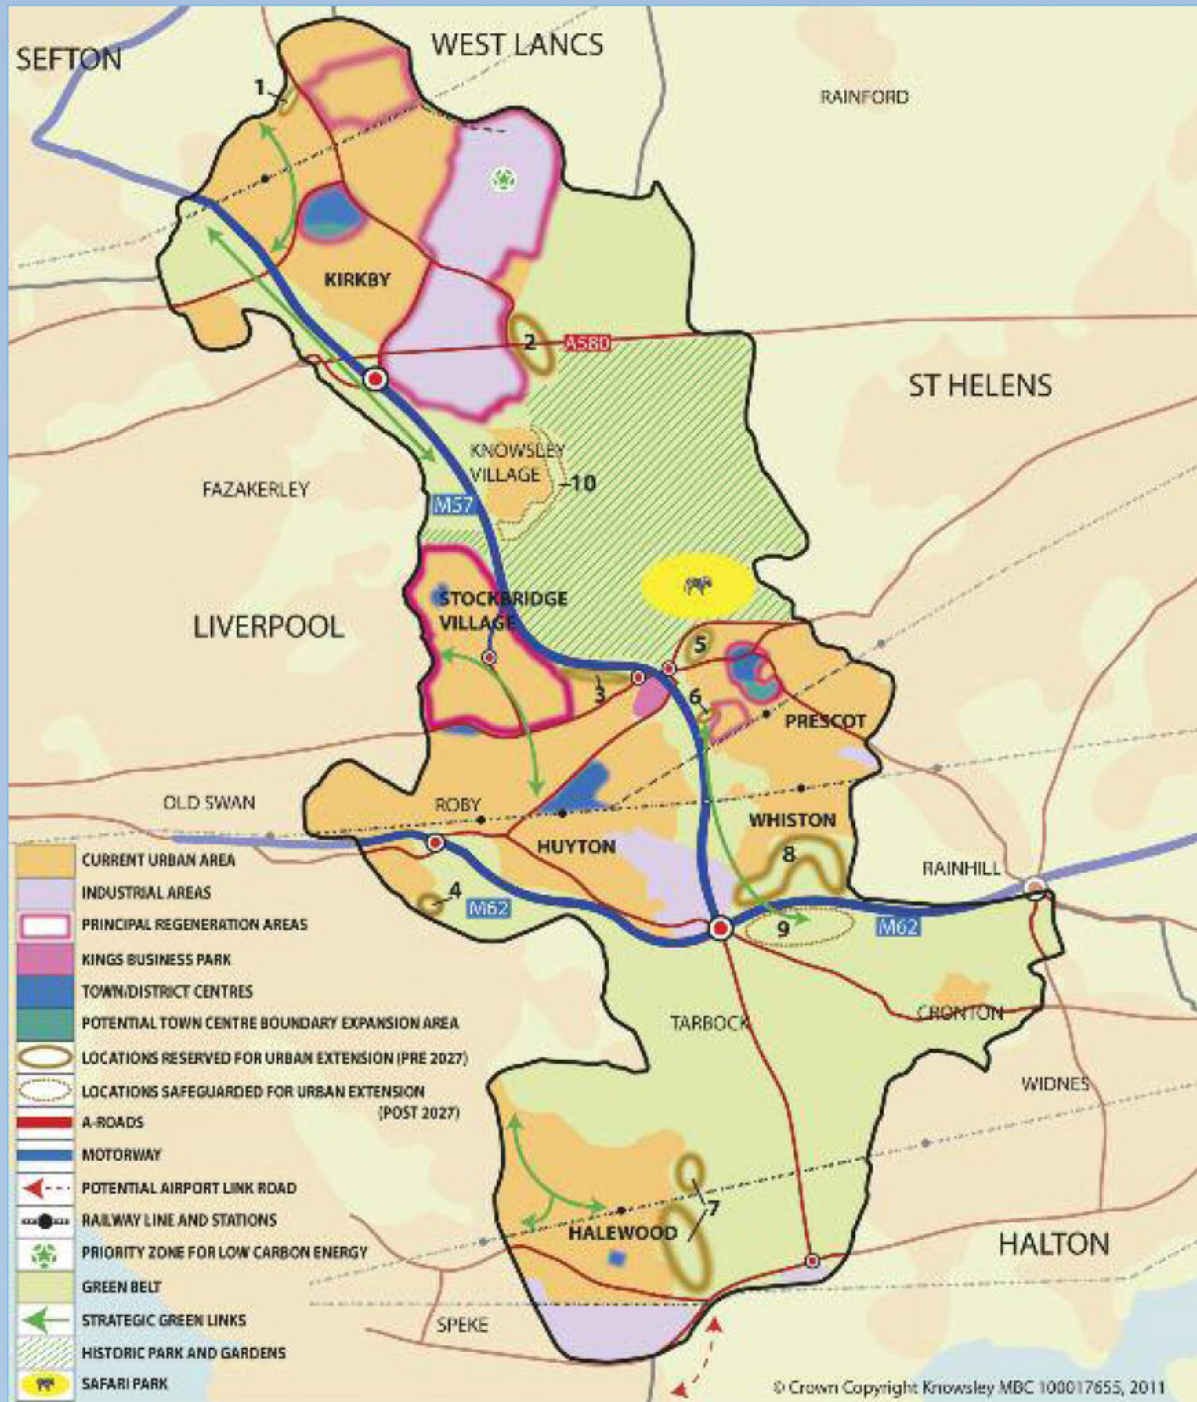 SEFTON
WEST LANCS
RAINFORD
1
KIRKBY
2
A580
ST HELENS
KNOWSLEY
VILLAGE
10
FAZAKERLEY
M57
STOCKBRIDGE
VILLAGE
LIVERPOOL
5
3
6
PRESCOT
OLD SWAN
ROBY
HUYTON
WHISTON
8
RAINHILL
4
M62
9
M62
CRONTON
TARBOCK
WIDNES
7
HALEWOOD
HALTON
SPEKE
CURRENT URBAN AREA
INDUSTRIAL AREAS
PRINCIPAL REGENERATION AREAS
KINGS BUSINESS PARK
TOWN/DISTRICT CENTRES
POTENTIAL TOWN CENTRE BOUNDARY EXPANSION AREA
LOCATIONS RESERVED FOR URBAN EXTENSION (PRE 2027)
LOCATIONS SAFEGUARDED FOR URBAN EXTENSION
(POST 2027)
A-ROADS
MOTORWAY
POTENTIAL AIRPORT LINK ROAD
RAILWAY LINE AND STATIONS
PRIORITY ZONE FOR LOW CARBON ENERGY
GREEN BELT
STRATEGIC GREEN LINKS
HISTORIC PARK AND GARDENS
SAFARI PARK
© Crown Copyright Knowsley MBC 100017655, 2011